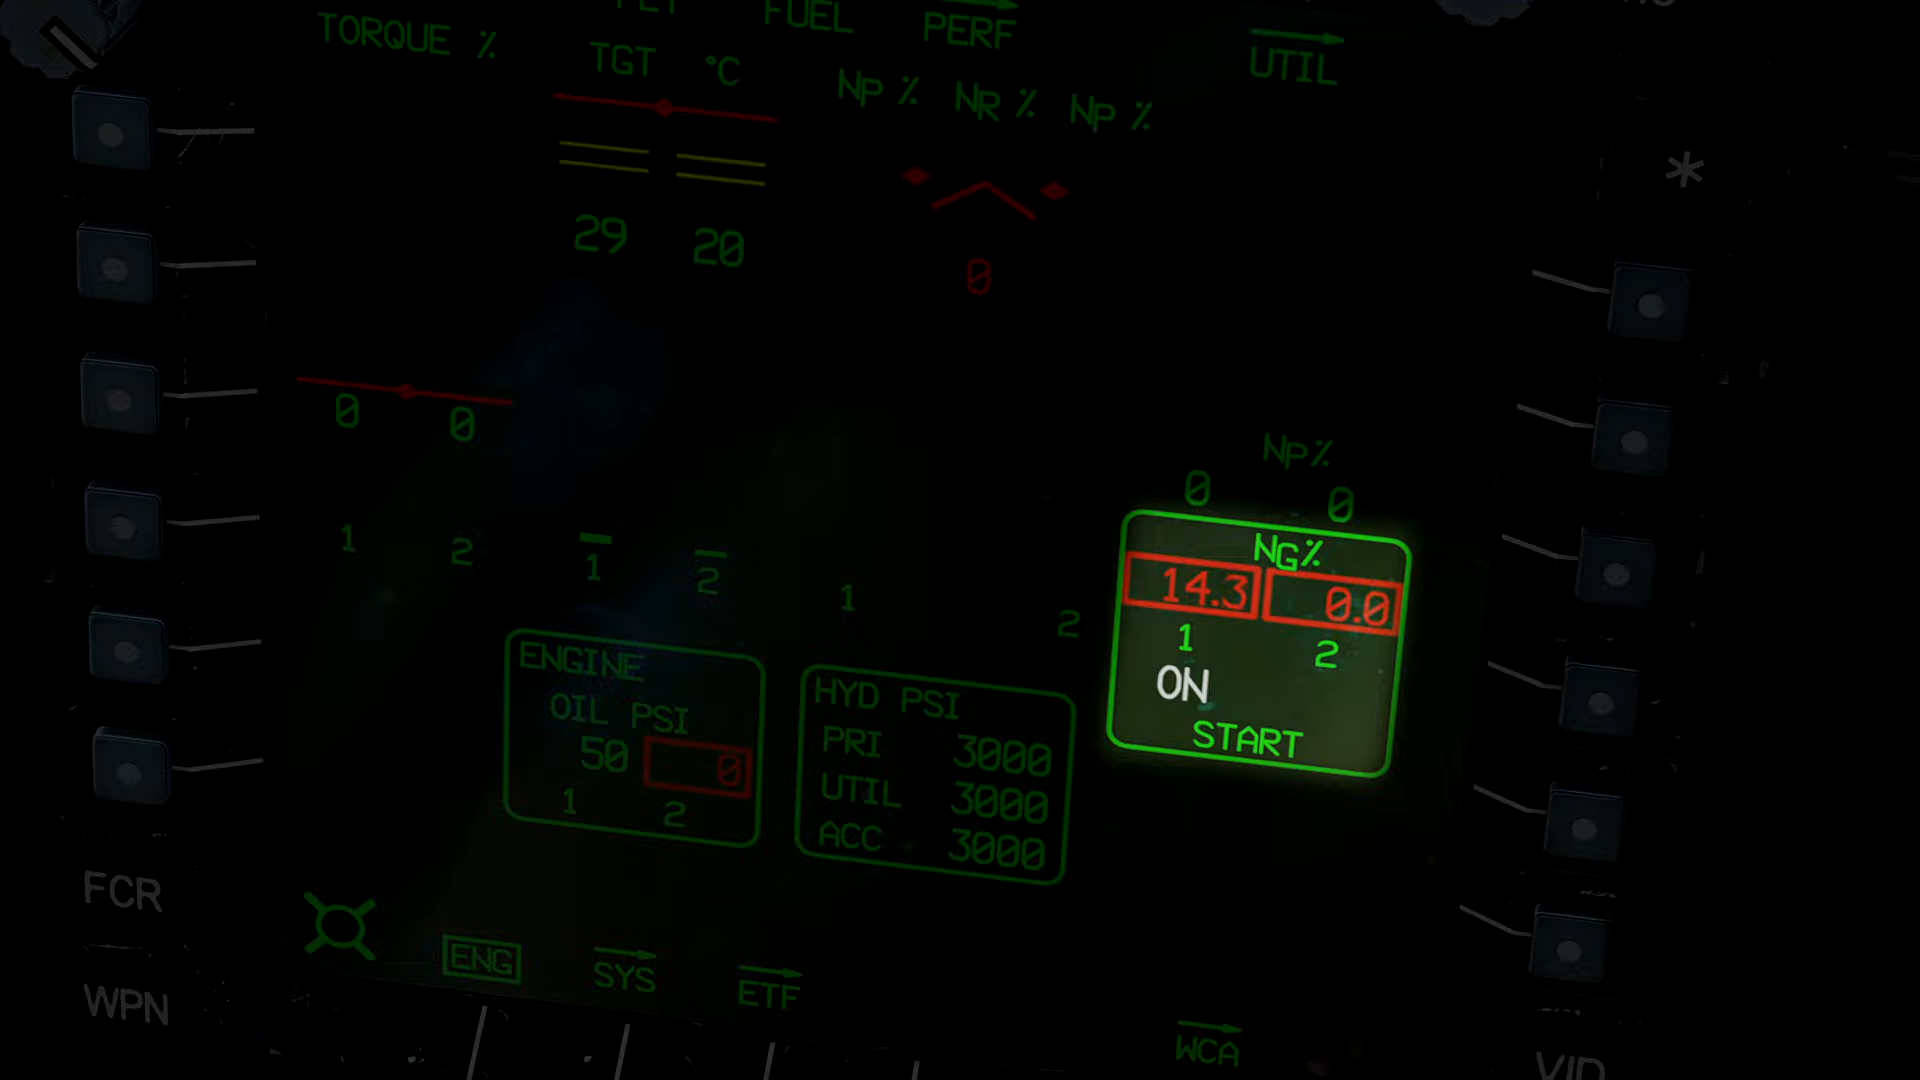 FUEL
PERF
UTIL
TORQUE %
TGT °C
NP % NR % NP %
*
29 20
0
0 0
NP%
0 0
1 2
1 2
1 2
NG%
14.3 0.0
1 2
ON
START
ENGINE
OIL PSI
50 0
1 2
HYD PSI
PRI 3000
UTIL 3000
ACC 3000
FCR
ENG
SYS
ETF
WPN
WCA
VID